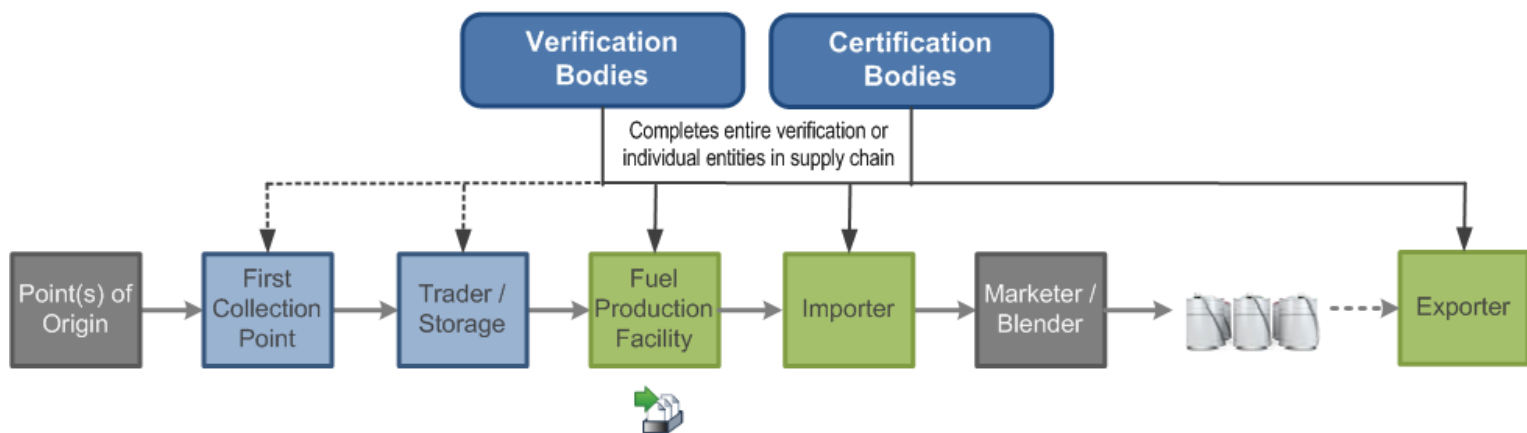 Verification
Bodies
Certification
Bodies
Completes entire verification or
individual entities in supply chain
Point(s) of
Origin
First
Collection
Point
Trader /
Storage
Fuel
Production
Facility
Importer
Marketer /
Blender
Exporter